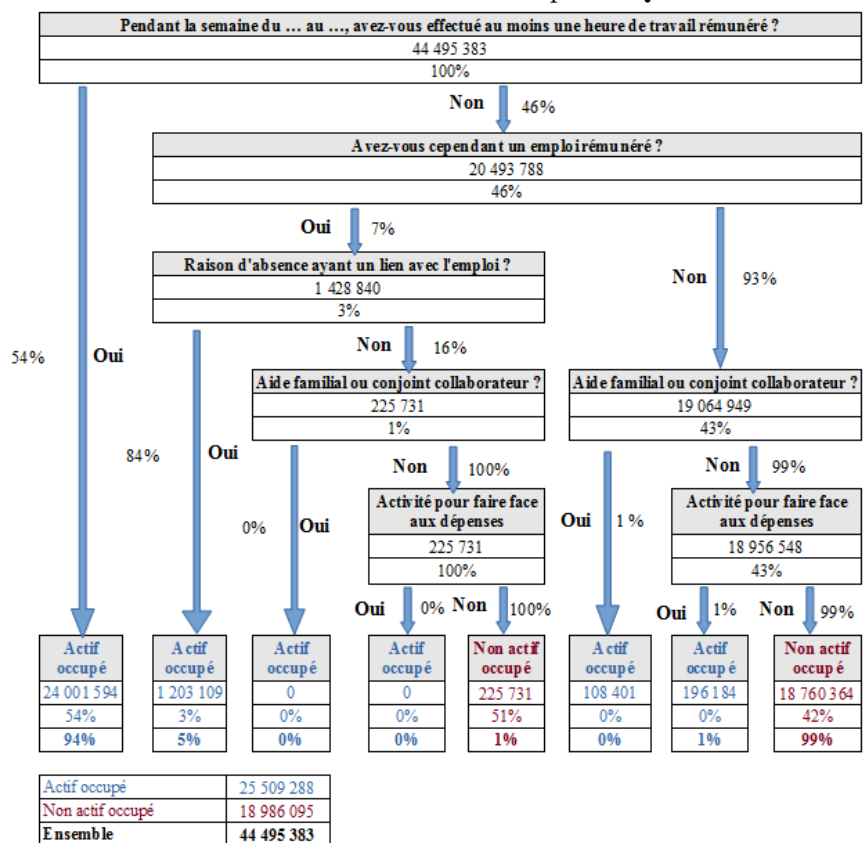 Pendant la semaine du … au …, avez-vous effectué au moins une heure de travail rémunéré ?
44 495 383
100%
Non 46%
Avez-vous cependant un emploi rémunéré ?
20 493 788
46%
Oui 7%
Non 93%
Raison d'absence ayant un lien avec l'emploi ?
1 428 840
3%
54% Oui
Non 16%
Aide familial ou conjoint collaborateur ?
225 731
1%
Aide familial ou conjoint collaborateur ?
19 064 949
43%
84% Oui
Non 100%
Non 99%
Activité pour faire face
aux dépenses
225 731
100%
Activité pour faire face
aux dépenses
18 956 548
43%
0% Oui
Oui 1 %
Oui 0% Non 100%
Oui 1% Non 99%
Actif
occupé
24 001 594
54%
94%
Actif
occupé
1 203 109
3%
5%
Actif
occupé
0
0%
0%
Actif
occupé
0
0%
0%
Non actif
occupé
225 731
51%
1%
Actif
occupé
108 401
0%
0%
Actif
occupé
196 184
0%
1%
Non actif
occupé
18 760 364
42%
99%
Actif occupé 25 509 288
Non actif occupé 18 986 095
Ensemble 44 495 383